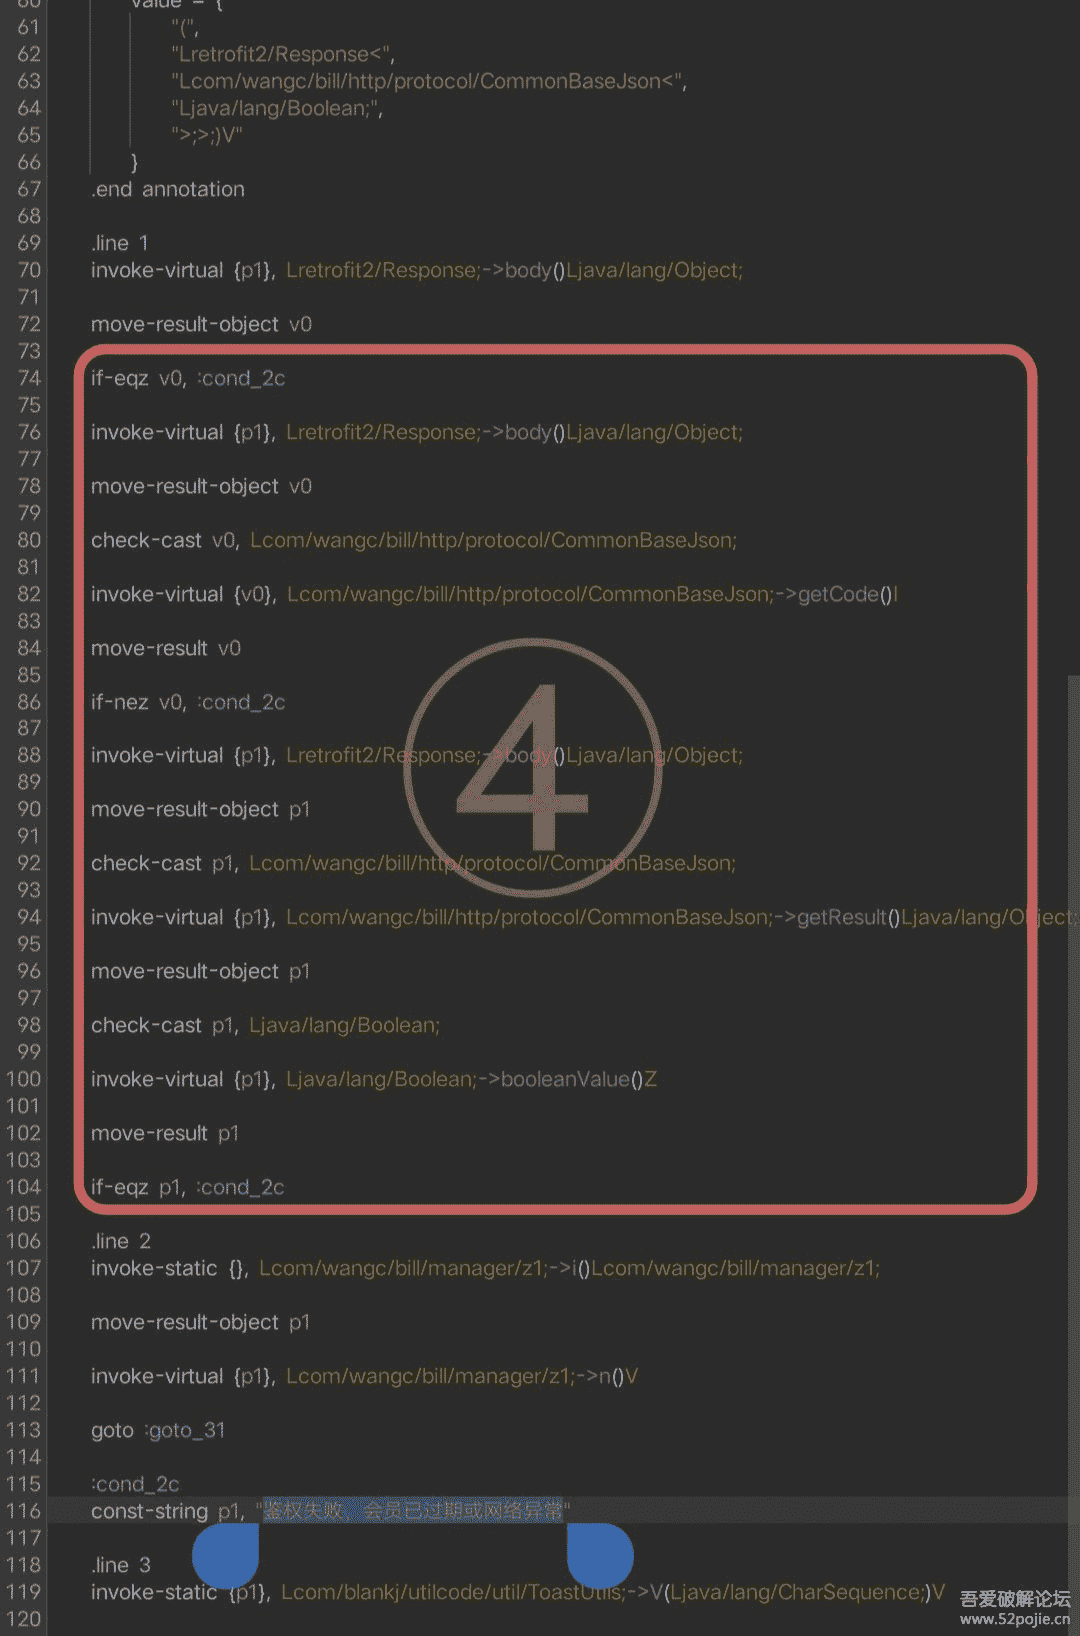 60 value = {
61 "(",
62 "Lretrofit2/Response<",
63 "Lcom/wangc/bill/http/protocol/CommonBaseJson<",
64 "Ljava/lang/Boolean;",
65 ">;>;)V"
66 }
67 .end annotation
68
69 .line 1
70 invoke-virtual {p1}, Lretrofit2/Response;->body()Ljava/lang/Object;
71
72 move-result-object v0
73
74 if-eqz v0, :cond_2c
75
76 invoke-virtual {p1}, Lretrofit2/Response;->body()Ljava/lang/Object;
77
78 move-result-object v0
79
80 check-cast v0, Lcom/wangc/bill/http/protocol/CommonBaseJson;
81
82 invoke-virtual {v0}, Lcom/wangc/bill/http/protocol/CommonBaseJson;->getCode()I
83
84 move-result v0
85
86 if-nez v0, :cond_2c
87
88 invoke-virtual {p1}, Lretrofit2/Response;->body()Ljava/lang/Object;
89
90 move-result-object p1
91
92 check-cast p1, Lcom/wangc/bill/http/protocol/CommonBaseJson;
93
94 invoke-virtual {p1}, Lcom/wangc/bill/http/protocol/CommonBaseJson;->getResult()Ljava/lang/Object;
95
96 move-result-object p1
97
98 check-cast p1, Ljava/lang/Boolean;
99
100 invoke-virtual {p1}, Ljava/lang/Boolean;->booleanValue()Z
101
102 move-result p1
103
104 if-eqz p1, :cond_2c
105
106 .line 2
107 invoke-static {}, Lcom/wangc/bill/manager/z1;->i()Lcom/wangc/bill/manager/z1;
108
109 move-result-object p1
110
111 invoke-virtual {p1}, Lcom/wangc/bill/manager/z1;->n()V
112
113 goto :goto_31
114
115 :cond_2c
116 const-string p1, "鉴权失败，会员已过期或网络异常"
117
118 .line 3
119 invoke-static {p1}, Lcom/blankj/utilcode/util/ToastUtils;->V(Ljava/lang/CharSequence;)V
120
④
吾爱破解论坛
www.52pojie.cn